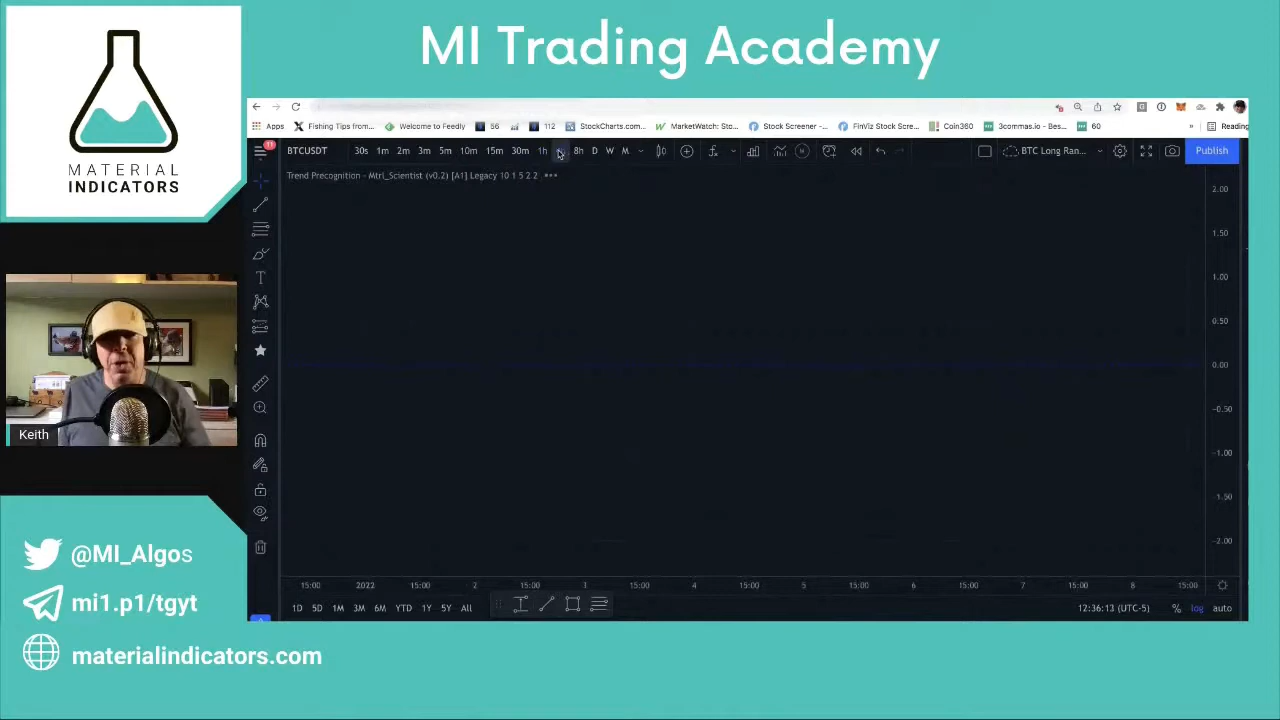 MI Trading Academy
MATERIAL
INDICATORS
Apps
Fishing Tips from...
Welcome to Feedly
56
112
StockCharts.com...
MarketWatch: Sto...
Stock Screener -...
FinViz Stock Scre...
Coin360
3commas.io - Bes...
60
»
Reading
11
BTCUSDT
30s 1m 2m 3m 5m 10m 15m 30m 1h 8h D W M
BTC Long Ran...
Publish
Trend Precognition - Mtrl_Scientist (v0.2) [A1] Legacy 10 1 5 2 2
2.00
1.50
1.00
0.50
0.00
−0.50
−1.00
−1.50
−2.00
Keith
15:00 2022 15:00 2 15:00 3 15:00 4 15:00 5 15:00 6 15:00 7 15:00 8 15:00
1D 5D 1M 3M 6M YTD 1Y 5Y All
12:36:13 (UTC-5) % log auto
@MI_Algos
mi1.p1/tgyt
materialindicators.com